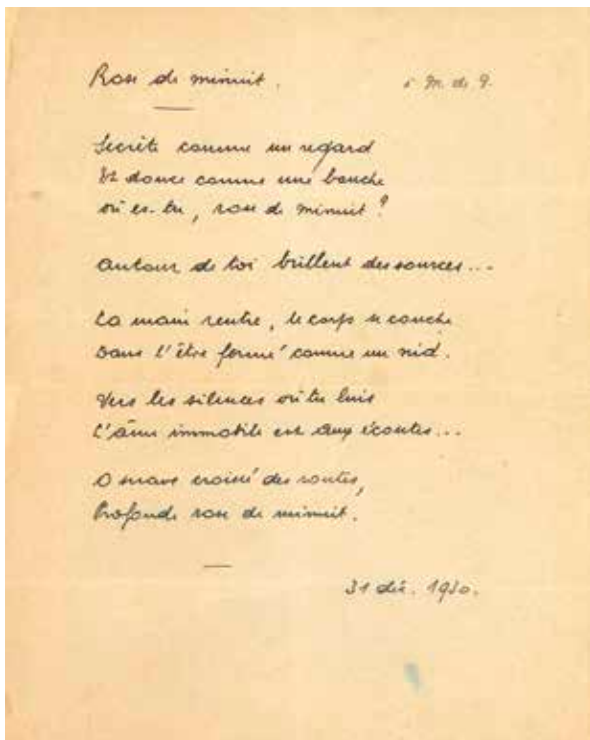 Rose de minuit.
à M. de G.
Secrète comme un regard
Et douce comme une bouche
où es-tu, rose de minuit ?
Autour de toi brillent des sources...
La main rentre, le corps se couche
Dans l'être fermé comme un nid.
Vers les silences où tu luis
L'âme immobile est aux écoutes...
O suave croisé des routes,
Profonde rose de minuit.
31 déc. 1930.